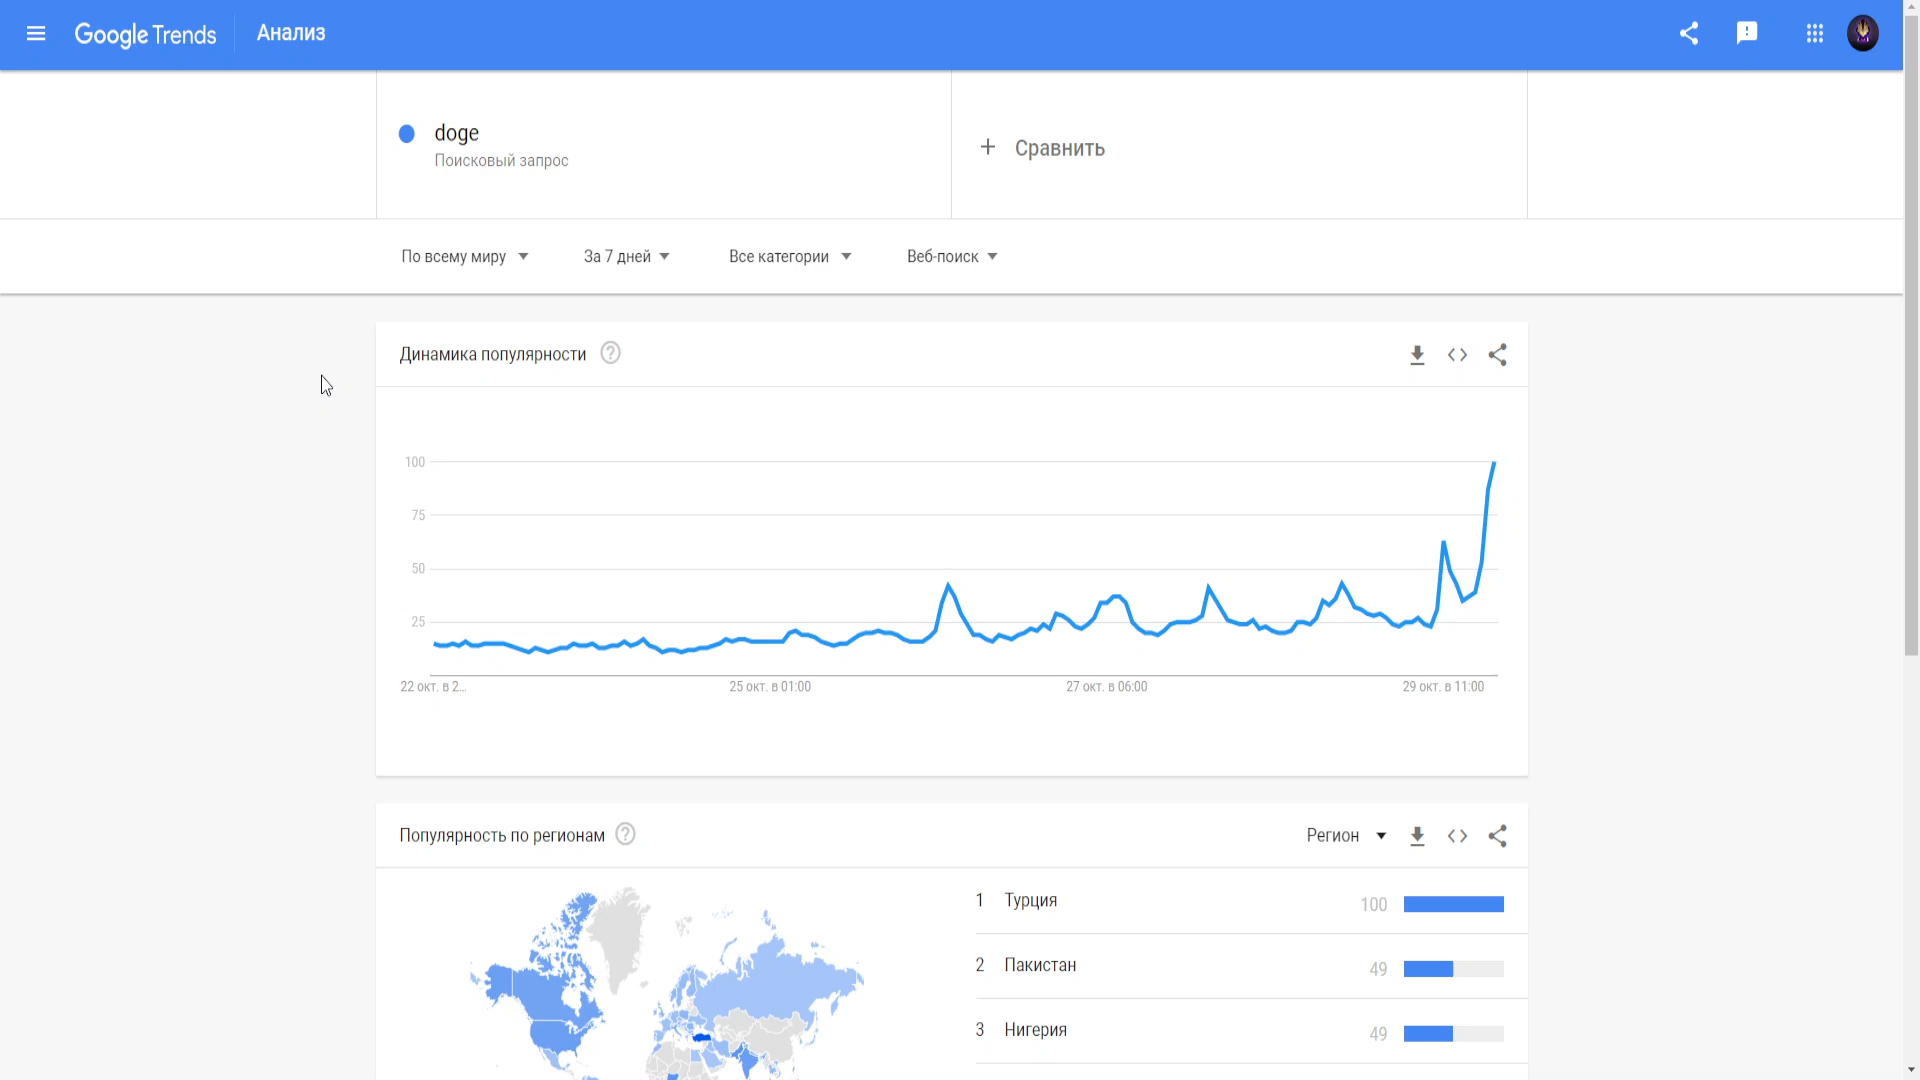 Google Trends
Анализ
doge
Поисковый запрос
+ Сравнить
По всему миру
За 7 дней
Все категории
Веб-поиск
Динамика популярности
100
75
50
25
22 окт. в 2...
25 окт. в 01:00
27 окт. в 06:00
29 окт. в 11:00
Популярность по регионам
Регион
1 Турция 100
2 Пакистан 49
3 Нигерия 49